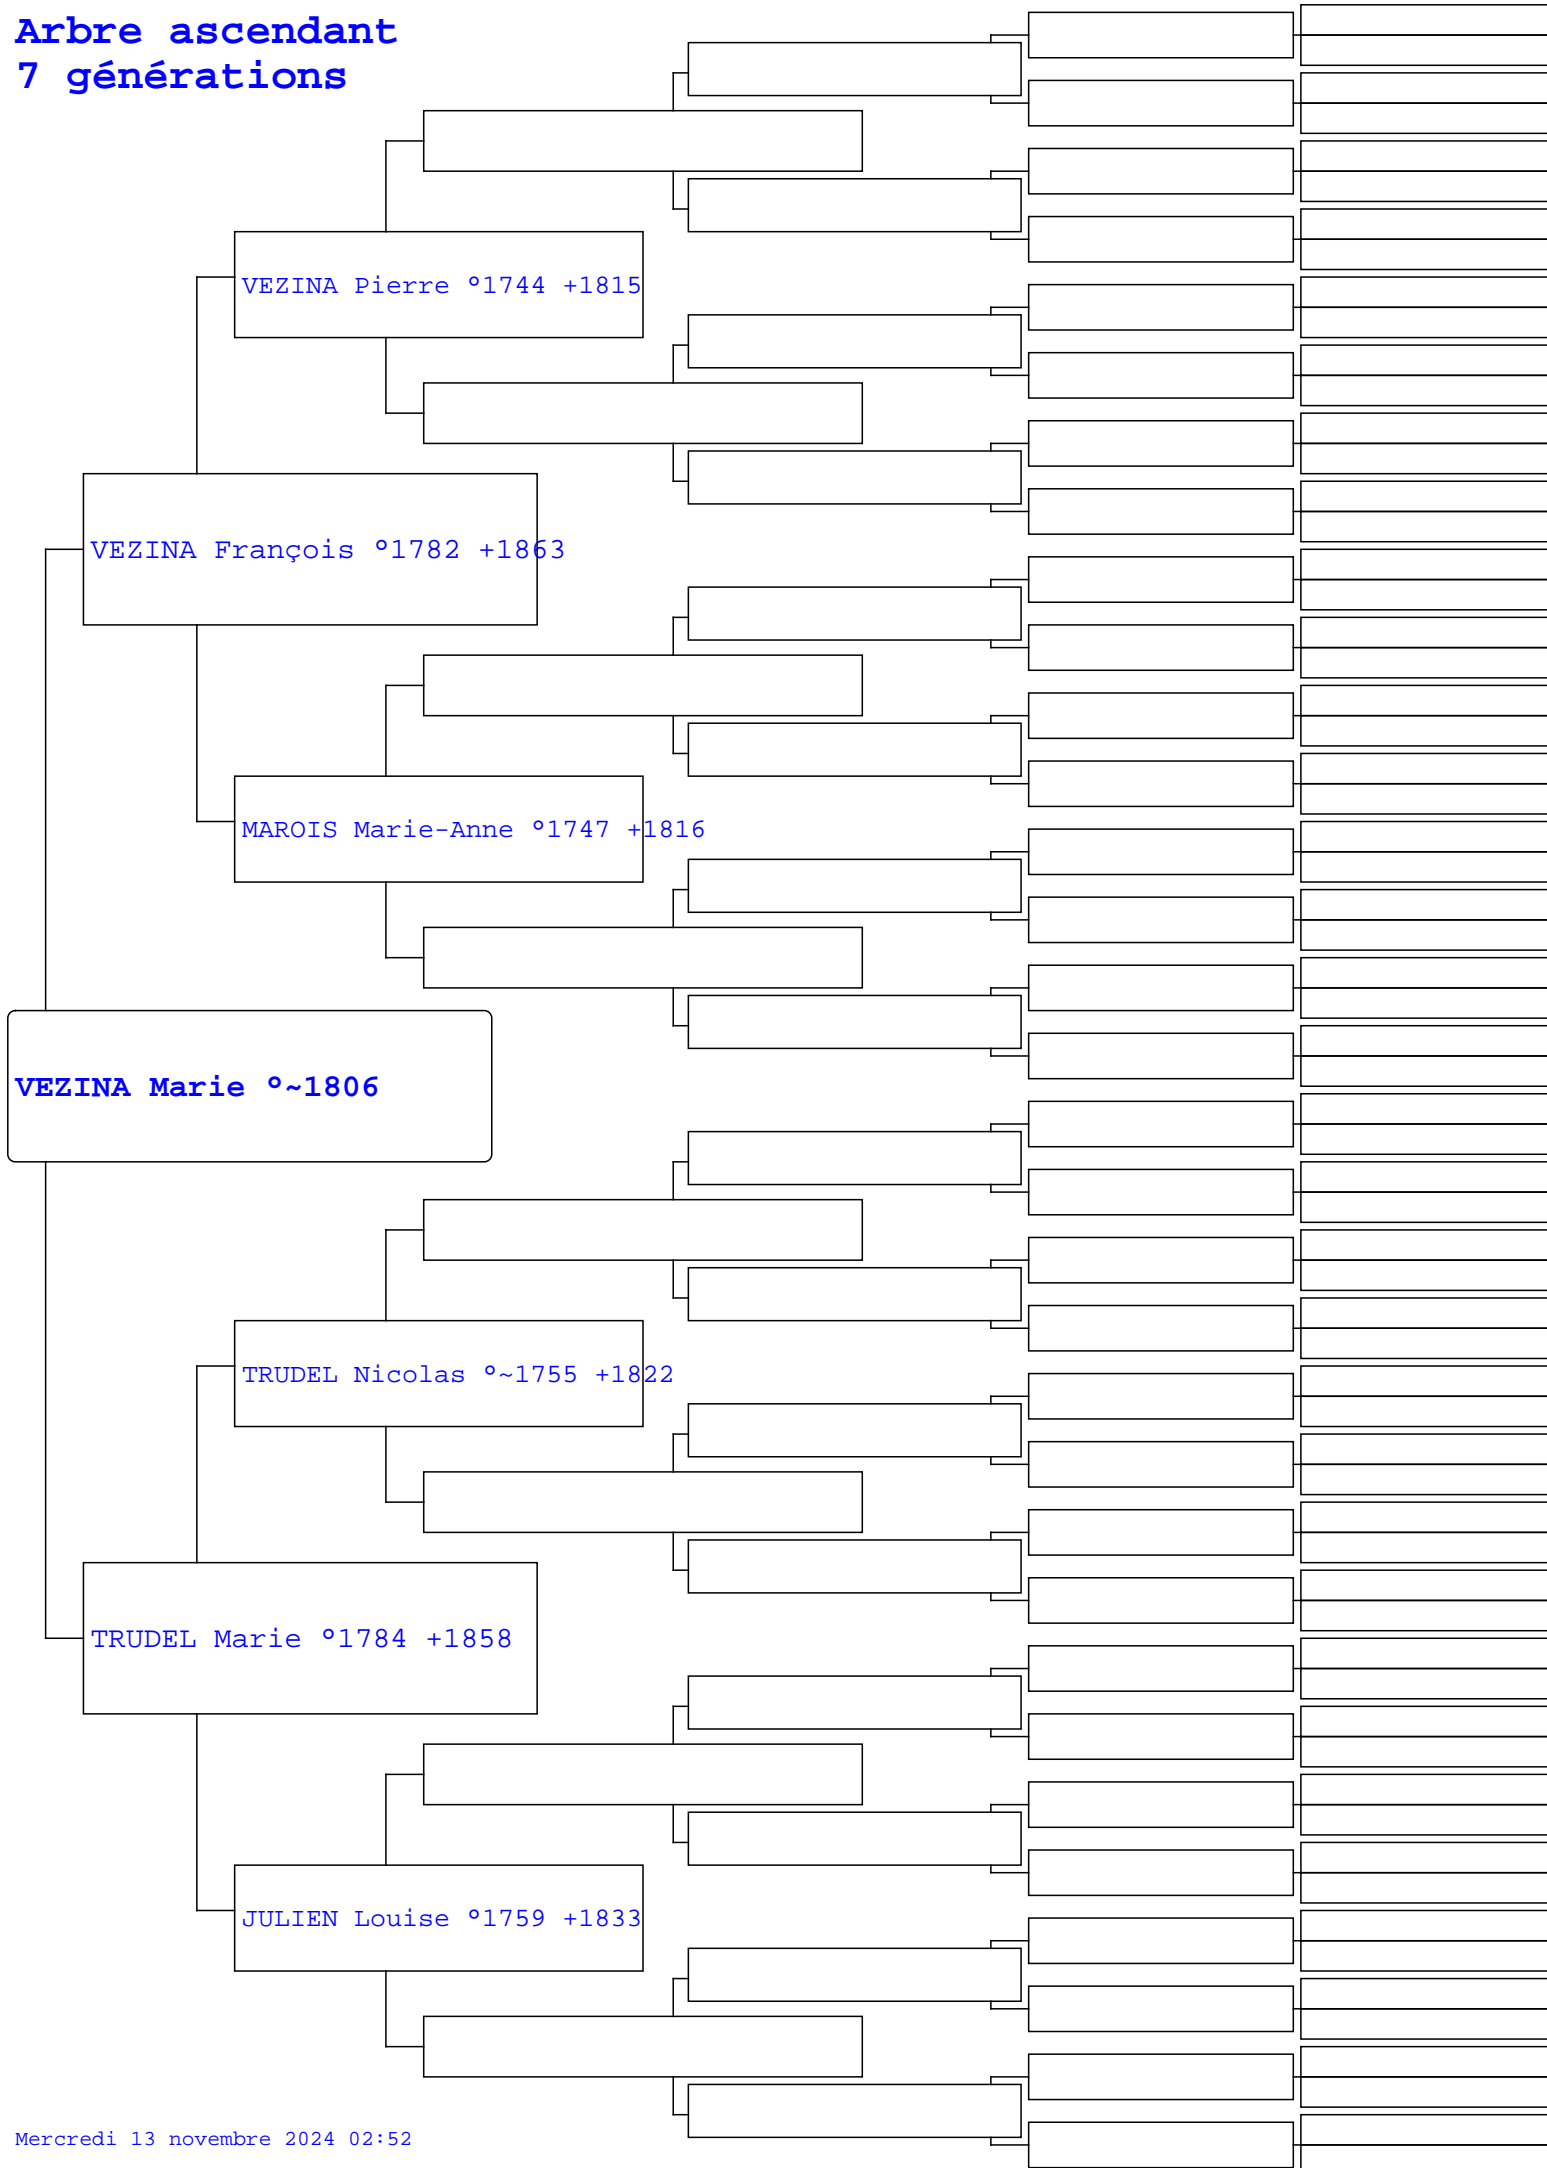 Arbre ascendant
7 générations
VEZINA Pierre °1744 +1815
VEZINA François °1782 +1863
MAROIS Marie-Anne °1747 +1816
VEZINA Marie °~1806
TRUDEL Nicolas °~1755 +1822
TRUDEL Marie °1784 +1858
JULIEN Louise °1759 +1833
Mercredi 13 novembre 2024 02:52